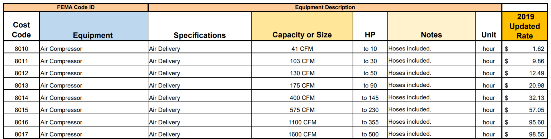 FEMA Code ID Equipment Description
Cost Code Equipment Specifications Capacity or Size HP Notes Unit 2019 Updated Rate
8010 Air Compressor Air Delivery 41 CFM to 10 Hoses included. hour $ 1.62
8011 Air Compressor Air Delivery 103 CFM to 30 Hoses included. hour $ 9.86
8012 Air Compressor Air Delivery 130 CFM to 50 Hoses included. hour $ 12.49
8013 Air Compressor Air Delivery 175 CFM to 90 Hoses included. hour $ 20.98
8014 Air Compressor Air Delivery 400 CFM to 145 Hoses included. hour $ 32.13
8015 Air Compressor Air Delivery 575 CFM to 230 Hoses included. hour $ 57.05
8016 Air Compressor Air Delivery 1100 CFM to 355 Hoses included. hour $ 95.60
8017 Air Compressor Air Delivery 1600 CFM to 500 Hoses included. hour $ 98.55